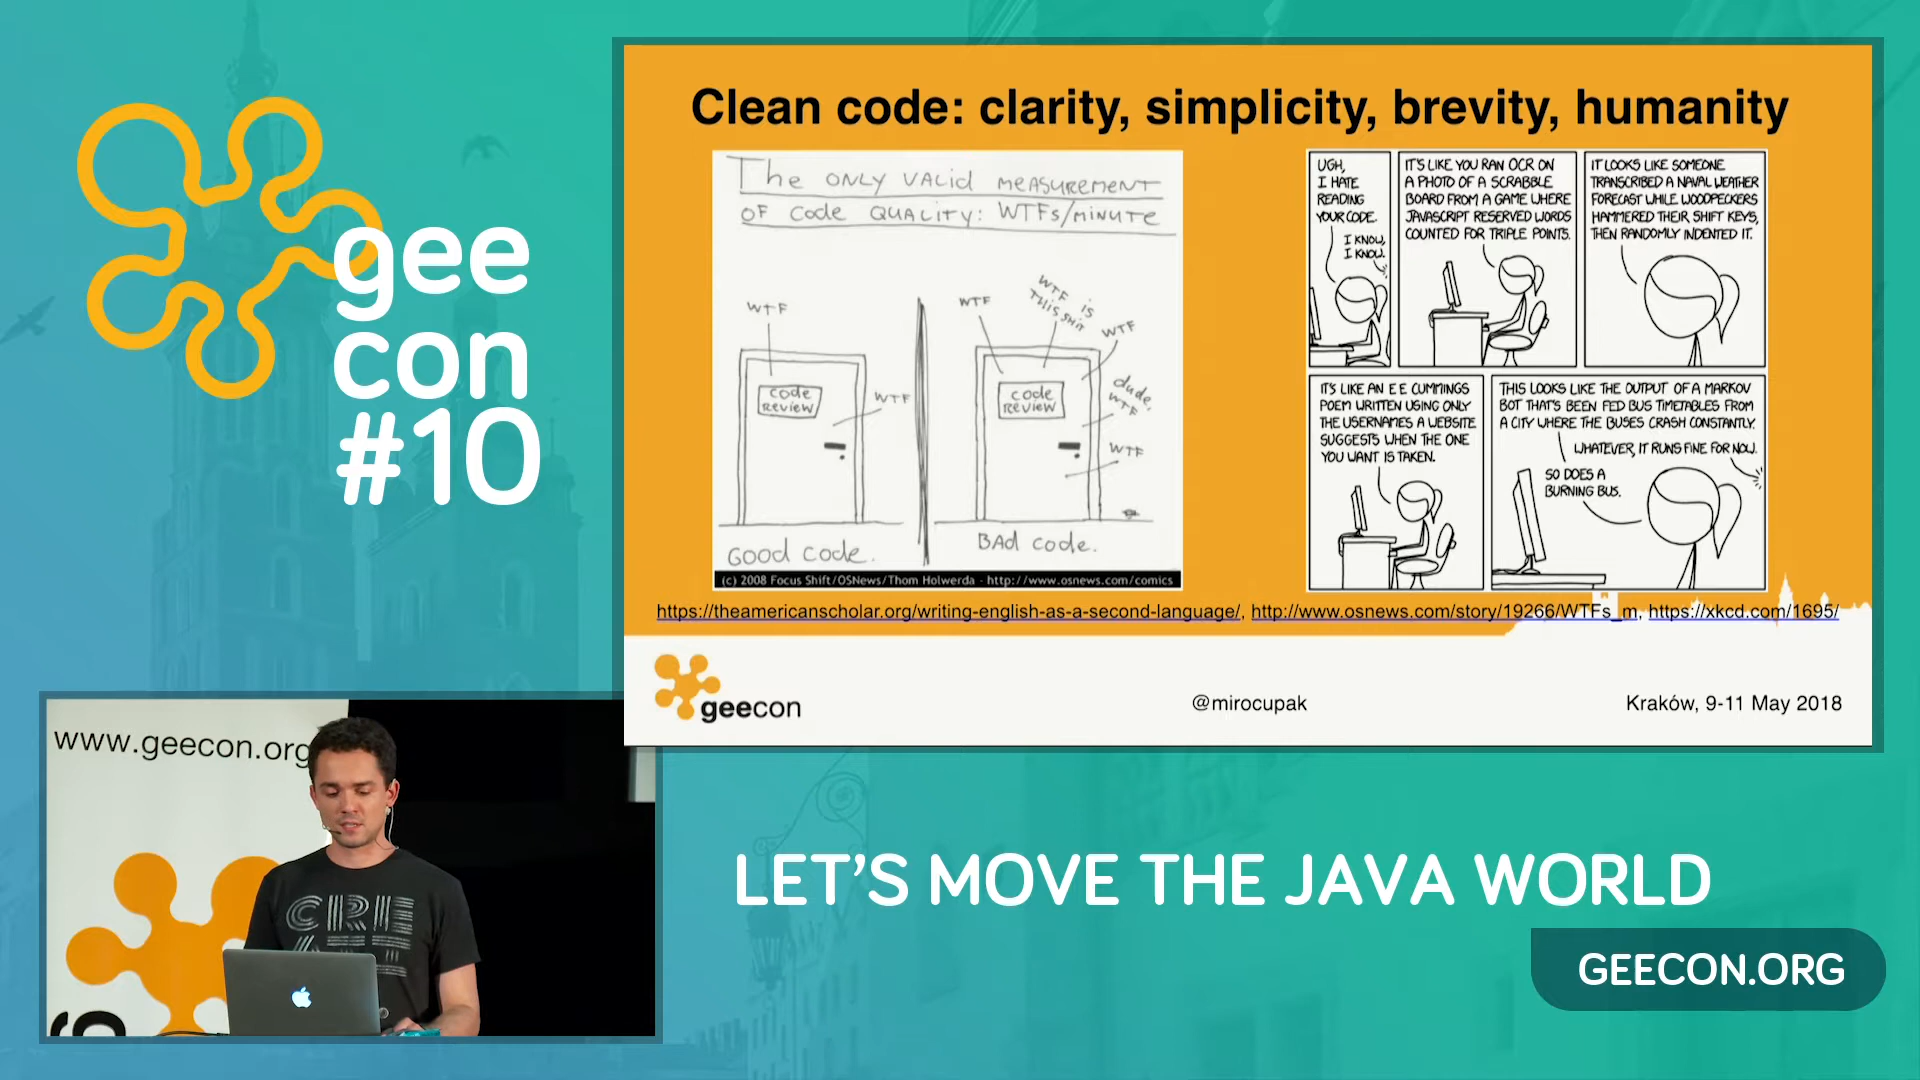 gee
con
#10
Clean code: clarity, simplicity, brevity, humanity
The ONLY VALID MEASUREMENT
OF Code QUALITY: WTFs/MINUTE
WTF
code
REVIEW
WTF
GOOD code.
WTF
WTF IS
THIS SHIT
WTF
dude,
WTF
code
REVIEW
WTF
BAd code.
(c) 2008 Focus Shift/OSNews/Thom Holwerda - http://www.osnews.com/comics
UGH,
I HATE
READING
YOUR CODE.
I KNOW,
I KNOW.
IT'S LIKE YOU RAN OCR ON
A PHOTO OF A SCRABBLE
BOARD FROM A GAME WHERE
JAVASCRIPT RESERVED WORDS
COUNTED FOR TRIPLE POINTS.
IT LOOKS LIKE SOMEONE
TRANSCRIBED A NAVAL WEATHER
FORECAST WHILE WOODPECKERS
HAMMERED THEIR SHIFT KEYS,
THEN RANDOMLY INDENTED IT.
IT'S LIKE AN E E CUMMINGS
POEM WRITTEN USING ONLY
THE USERNAMES A WEBSITE
SUGGESTS WHEN THE ONE
YOU WANT IS TAKEN.
THIS LOOKS LIKE THE OUTPUT OF A MARKOV
BOT THAT'S BEEN FED BUS TIMETABLES FROM
A CITY WHERE THE BUSES CRASH CONSTANTLY.
WHATEVER, IT RUNS FINE FOR NOW.
SO DOES A
BURNING BUS.
https://theamericanscholar.org/writing-english-as-a-second-language/, http://www.osnews.com/story/19266/WTFs_m, https://xkcd.com/1695/
geecon
@mirocupak
Kraków, 9-11 May 2018
www.geecon.org
CRE
LET'S MOVE THE JAVA WORLD
GEECON.ORG